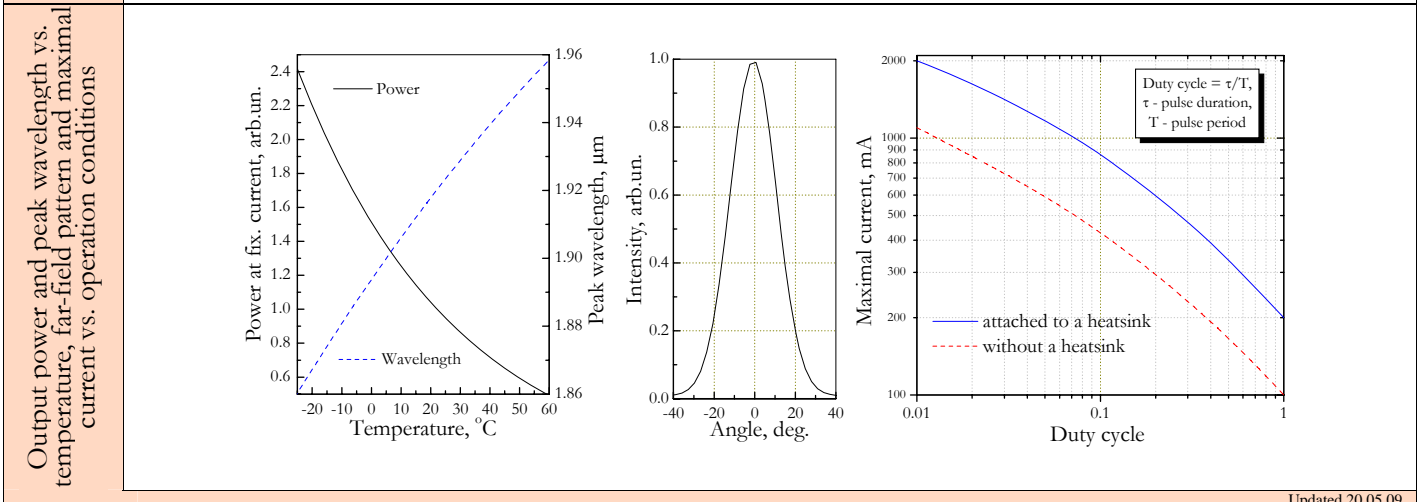 Output power and peak wavelength vs.
temperature, far-field pattern and maximal
current vs. operation conditions
Power at fix. current, arb.un.
2.4
2.2
2.0
1.8
1.6
1.4
1.2
1.0
0.8
0.6
Power
Wavelength
-20 -10 0 10 20 30 40 50 60
Temperature, °C
1.96
1.94
1.92
1.90
1.88
1.86
Peak wavelength, µm
Intensity, arb.un.
1.0
0.8
0.6
0.4
0.2
0.0
-40 -20 0 20 40
Angle, deg.
Maximal current, mA
2000
1000
900
800
700
600
500
400
300
200
100
Duty cycle = τ/T,
τ - pulse duration,
T - pulse period
attached to a heatsink
without a heatsink
0.01 0.1 1
Duty cycle
Updated 20.05.09